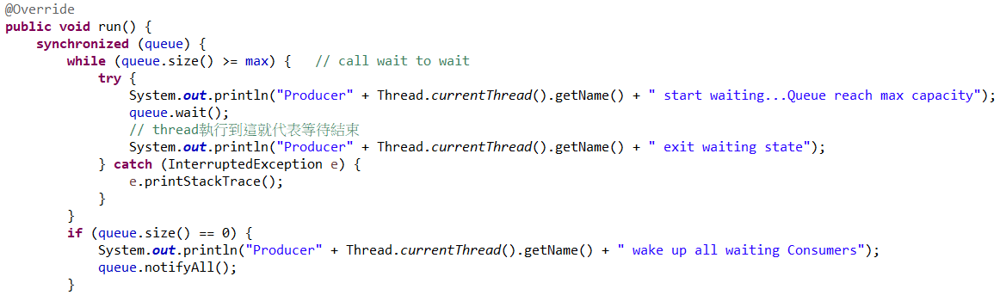 @Override
public void run() {
    synchronized (queue) {
        while (queue.size() >= max) {   // call wait to wait
            try {
                System.out.println("Producer" + Thread.currentThread().getName() + " start waiting...Queue reach max capacity");
                queue.wait();
                // thread執行到這就代表等待結束
                System.out.println("Producer" + Thread.currentThread().getName() + " exit waiting state");
            } catch (InterruptedException e) {
                e.printStackTrace();
            }
        }
        if (queue.size() == 0) {
            System.out.println("Producer" + Thread.currentThread().getName() + " wake up all waiting Consumers");
            queue.notifyAll();
        }